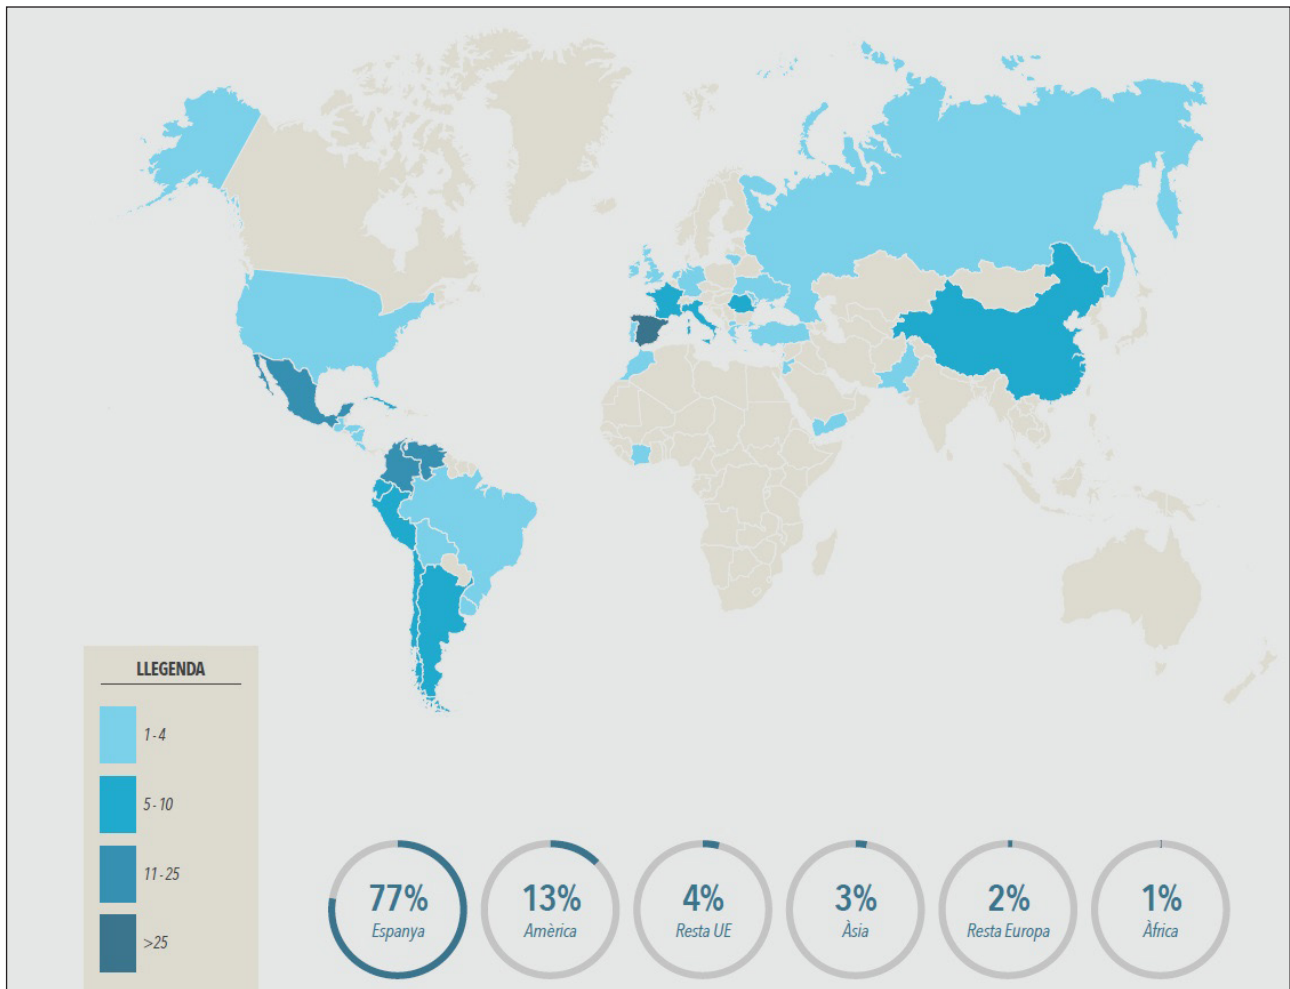 LLEGENDA
1 - 4
5 - 10
11 - 25
>25
77%
Espanya
13%
Amèrica
4%
Resta UE
3%
Àsia
2%
Resta Europa
1%
Àfrica